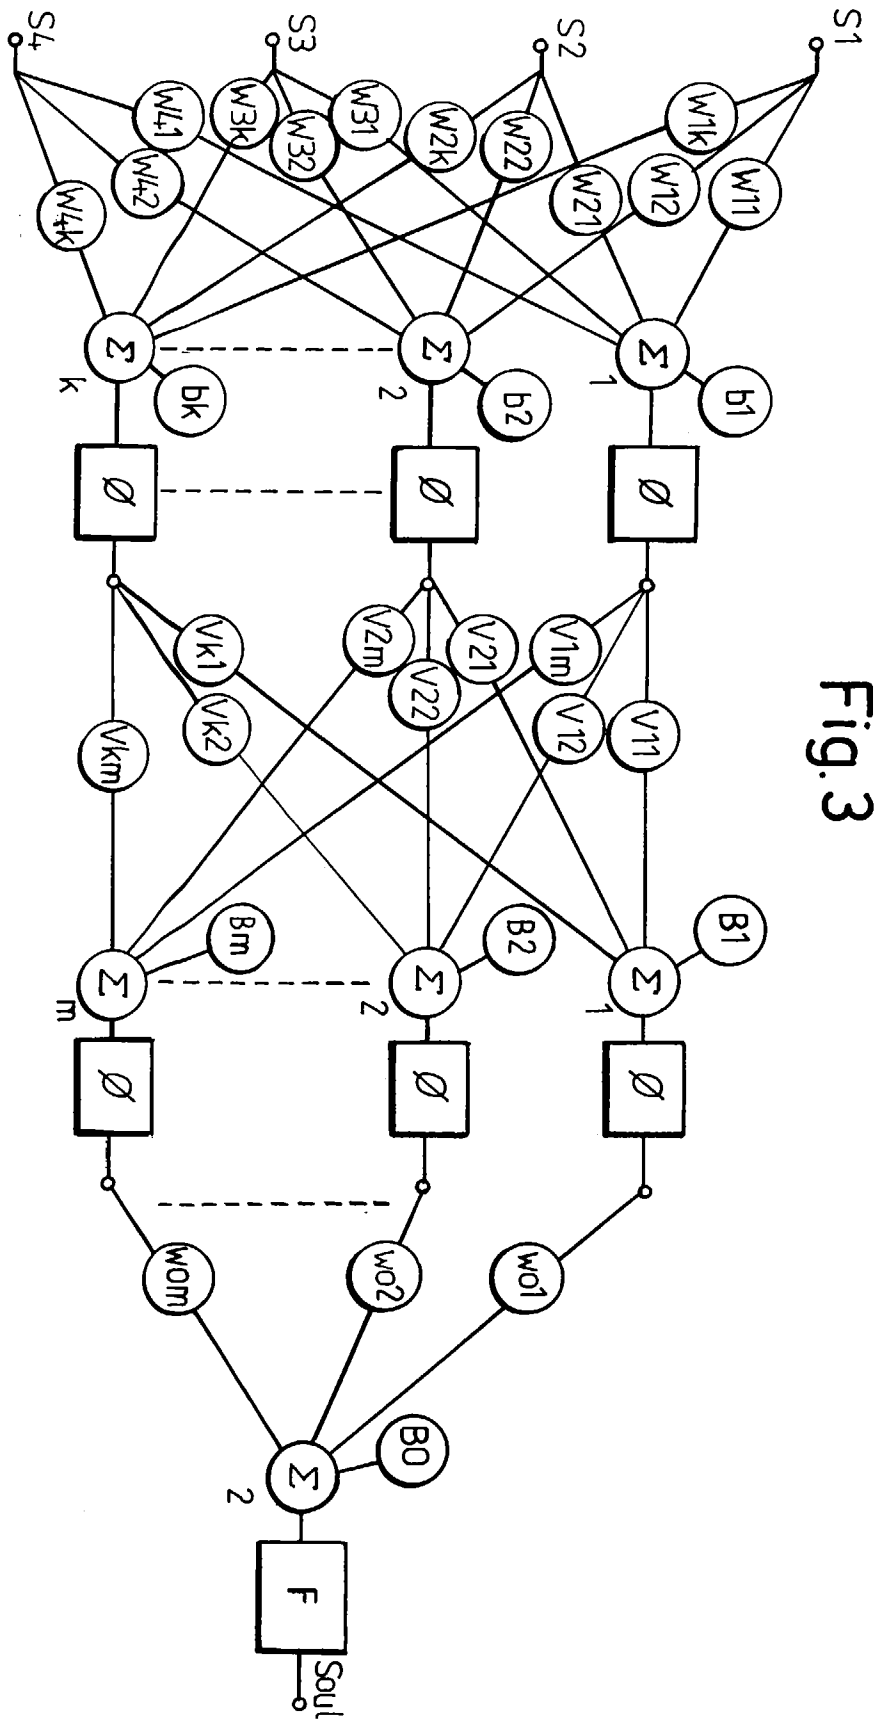 Fig.3
S1
S2
S3
S4
W11
W12
W1k
W21
W22
W2k
W31
W32
W3k
W41
W42
W4k
Σ
1
b1
Σ
2
b2
Σ
k
bk
Ø
Ø
Ø
V11
V12
V1m
V21
V22
V2m
Vk1
Vk2
Vkm
Σ
1
B1
Σ
2
B2
Σ
m
Bm
Ø
Ø
Ø
wo1
wo2
wom
Σ
2
BO
F
Sout